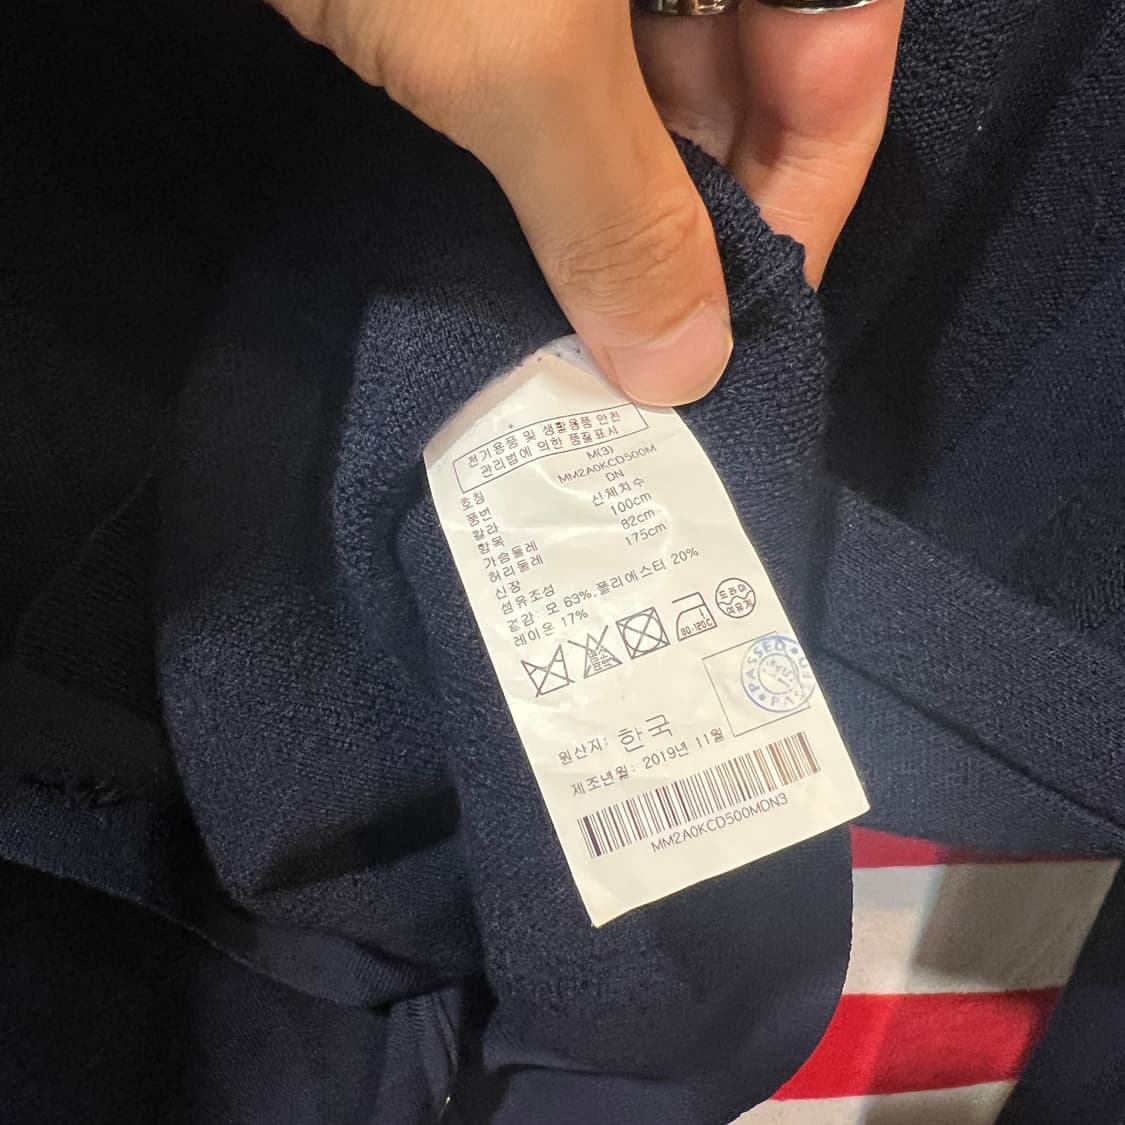 전기용품 및 생활용품 안전
관리법에 의한 품질표시
호칭 M(3)
품번 MM2A0KCD500M
칼라 DN
항목 신체치수
가슴둘레 100cm
허리둘레 82cm
신장 175cm
섬유조성
겉감: 모 63%,폴리에스터 20%
레이온 17%
80-120℃
드라이
PASSED
PASSED
원산지: 한국
제조년월: 2019년 11월
MM2A0KCD500MDN3